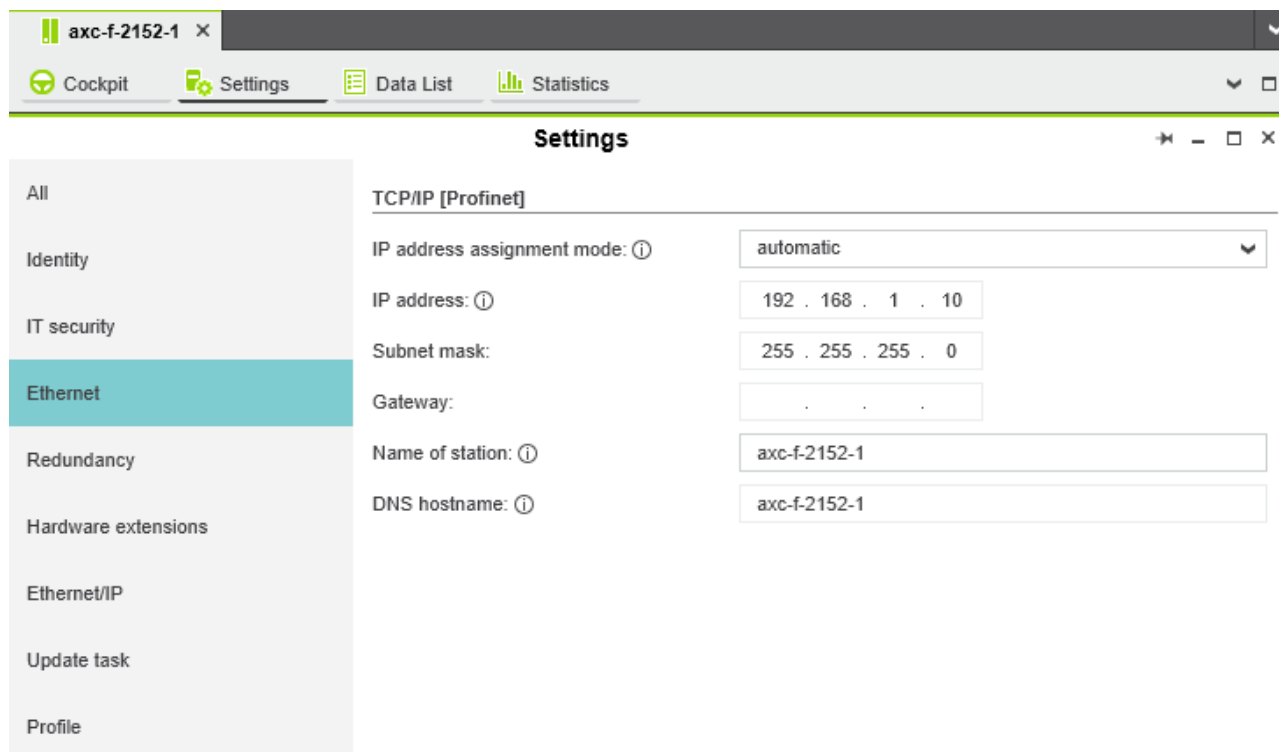 axc-f-2152-1
Cockpit Settings Data List Statistics
Settings
All
Identity
IT security
Ethernet
Redundancy
Hardware extensions
Ethernet/IP
Update task
Profile
TCP/IP [Profinet]
IP address assignment mode: automatic
IP address: 192 . 168 . 1 . 10
Subnet mask: 255 . 255 . 255 . 0
Gateway: . . .
Name of station: axc-f-2152-1
DNS hostname: axc-f-2152-1